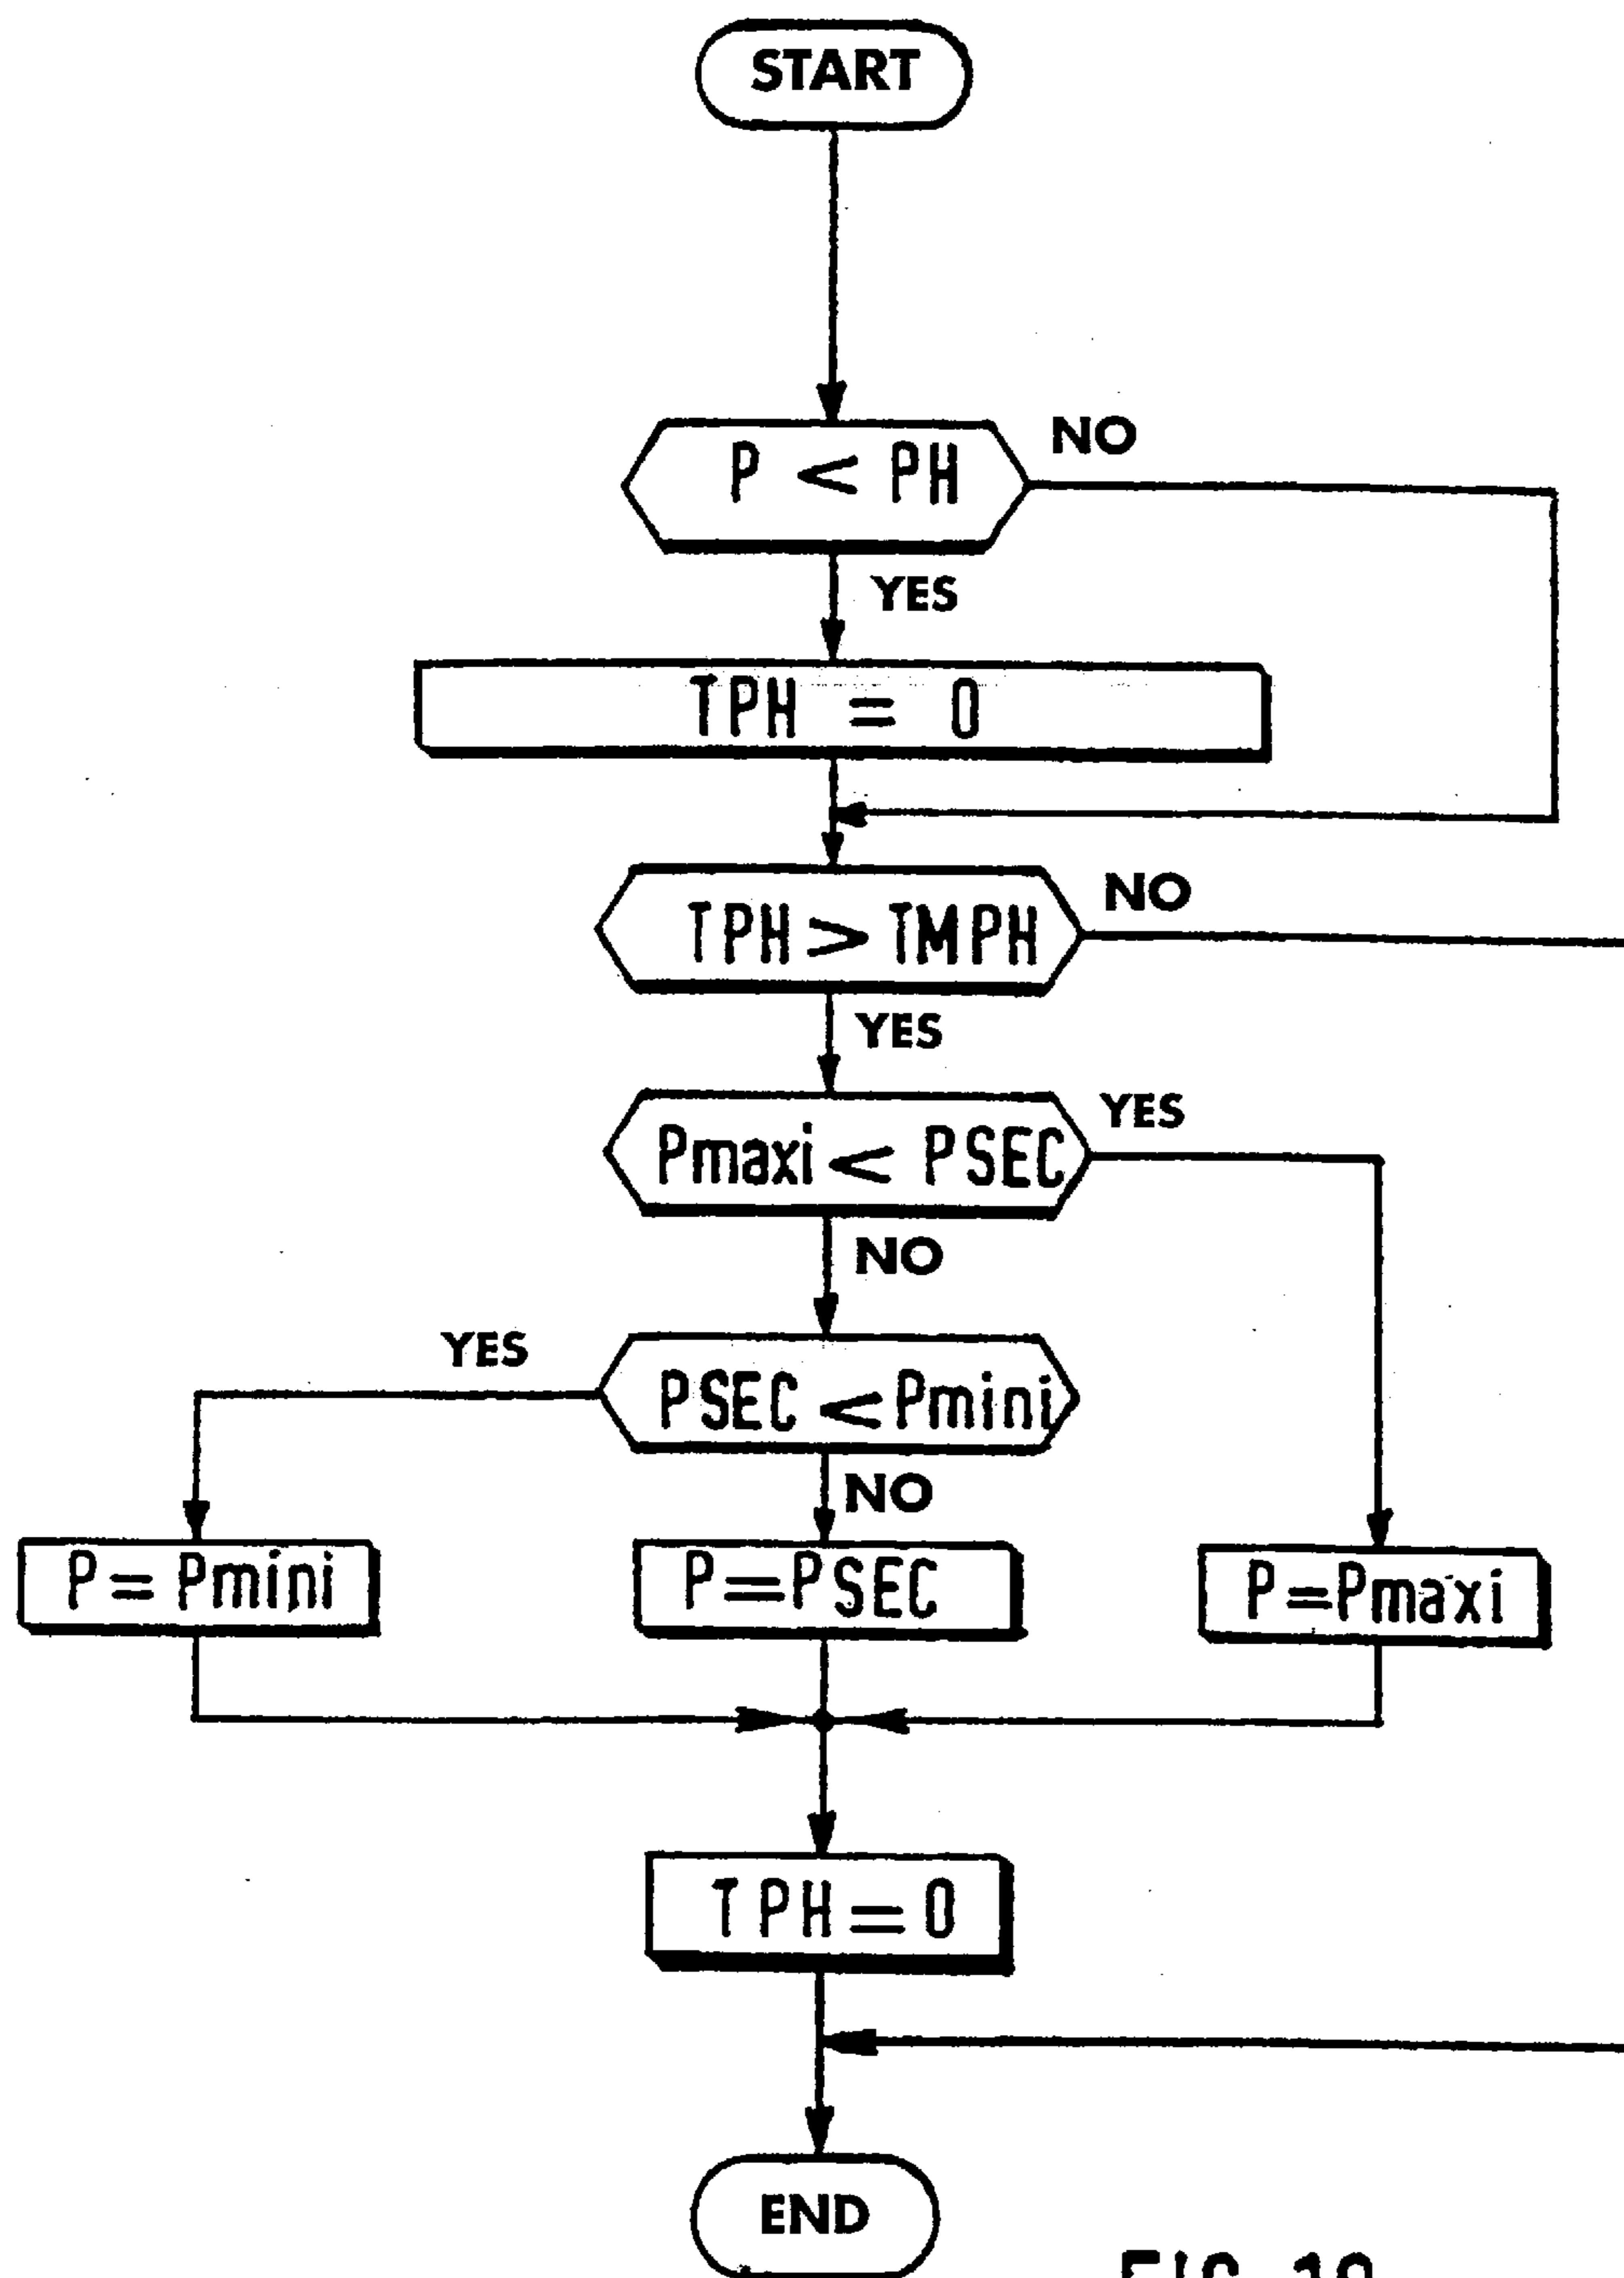 START
P < PH
NO
YES
TPH = 0
TPH > TMPH
NO
YES
Pmaxi < PSEC
YES
NO
YES
PSEC < Pmini
NO
P = Pmini
P = PSEC
P = Pmaxi
TPH = 0
END